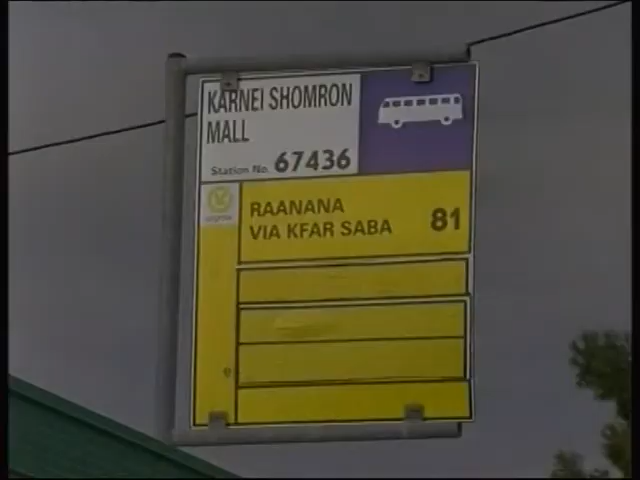 KARNEI SHOMRON
MALL
Station No. 67436
RAANANA
VIA KFAR SABA
81